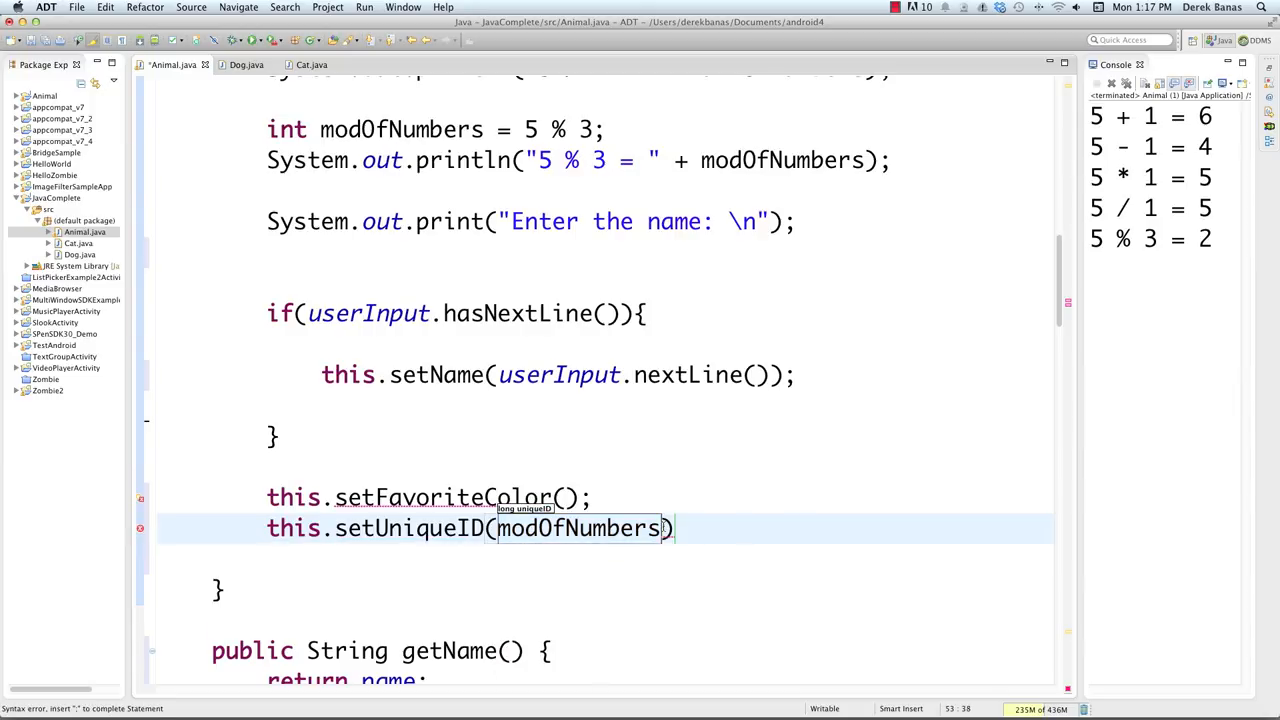 ADT File Edit Refactor Source Navigate Search Project Run Window Help
10 Mon 1:17 PM Derek Banas
Java – JavaComplete/src/Animal.java – ADT – /Users/derekbanas/Documents/android4
Quick Access Java DDMS
Package Exp *Animal.java Dog.java Cat.java Console
<terminated> Animal (1) [Java Application] /S
Animal
appcompat_v7
appcompat_v7_2
appcompat_v7_3
appcompat_v7_4
BridgeSample
HelloWorld
HelloZombie
ImageFilterSampleApp
JavaComplete
src
(default package)
Animal.java
Cat.java
Dog.java
JRE System Library [Ja
ListPickerExample2Activi
MediaBrowser
MultiWindowSDKExample
MusicPlayerActivity
SlookActivity
SPenSDK30_Demo
TestAndroid
TextGroupActivity
VideoPlayerActivity
Zombie
Zombie2
int modOfNumbers = 5 % 3;
System.out.println("5 % 3 = " + modOfNumbers);
System.out.print("Enter the name: \n");
if(userInput.hasNextLine()){
this.setName(userInput.nextLine());
}
this.setFavoriteColor();
long uniqueID
this.setUniqueID(modOfNumbers)
}
public String getName() {
return name;
5 + 1 = 6
5 - 1 = 4
5 * 1 = 5
5 / 1 = 5
5 % 3 = 2
Syntax error, insert ";" to complete Statement Writable Smart Insert 53 : 38 235M of 436M